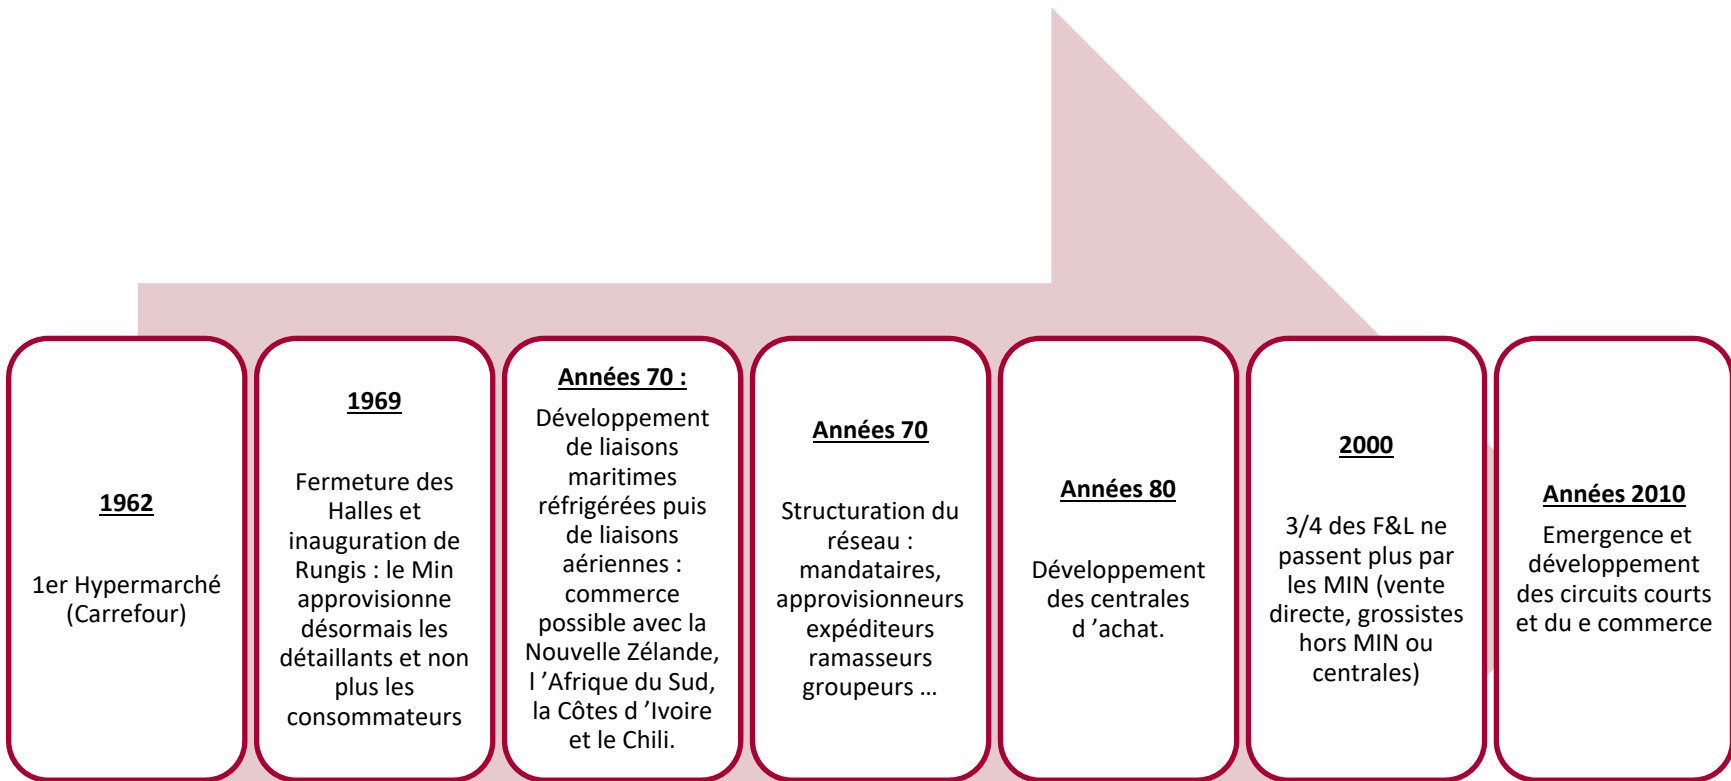 1962
1er Hypermarché
(Carrefour)
1969
Fermeture des
Halles et
inauguration de
Rungis : le Min
approvisionne
désormais les
détaillants et non
plus les
consommateurs
Années 70 :
Développement
de liaisons
maritimes
réfrigérées puis
de liaisons
aériennes :
commerce
possible avec la
Nouvelle Zélande,
l ’Afrique du Sud,
la Côtes d ’Ivoire
et le Chili.
Années 70
Structuration du
réseau :
mandataires,
approvisionneurs
expéditeurs
ramasseurs
groupeurs …
Années 80
Développement
des centrales
d ’achat.
2000
3/4 des F&L ne
passent plus par
les MIN (vente
directe, grossistes
hors MIN ou
centrales)
Années 2010
Emergence et
développement
des circuits courts
et du e commerce